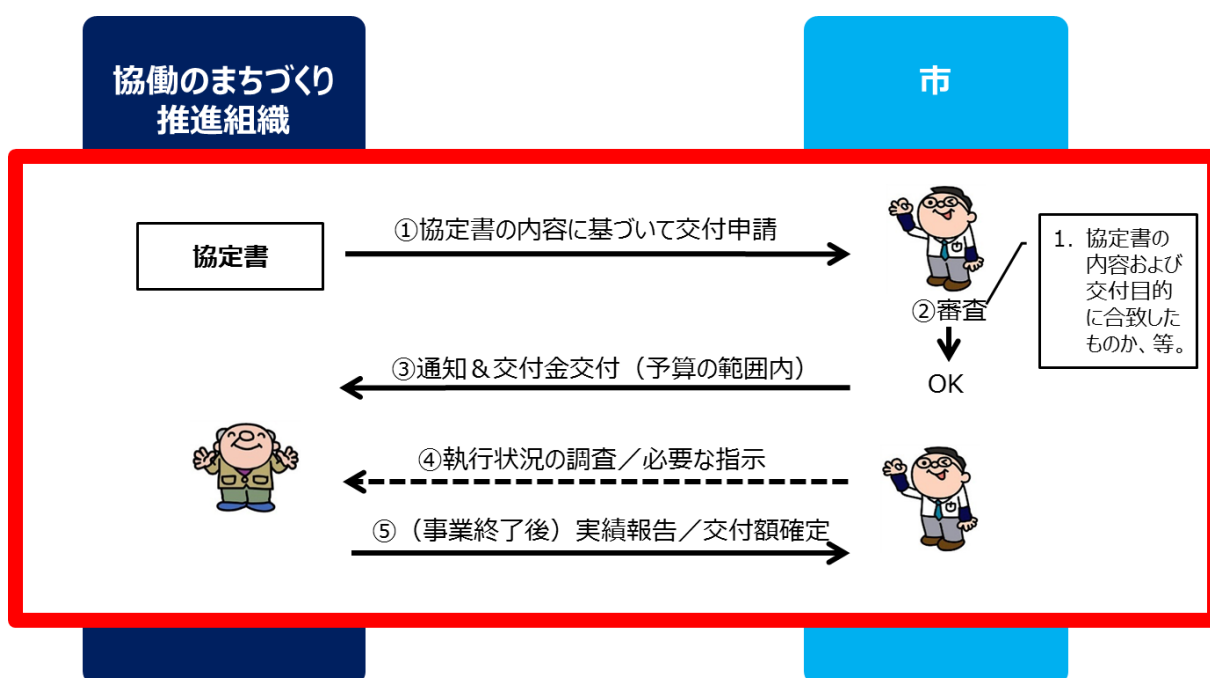 協働のまちづくり
推進組織
市
協定書
①協定書の内容に基づいて交付申請
②審査
OK
1. 協定書の
内容および
交付目的
に合致した
ものか、等。
③通知＆交付金交付（予算の範囲内）
④執行状況の調査／必要な指示
⑤（事業終了後）実績報告／交付額確定